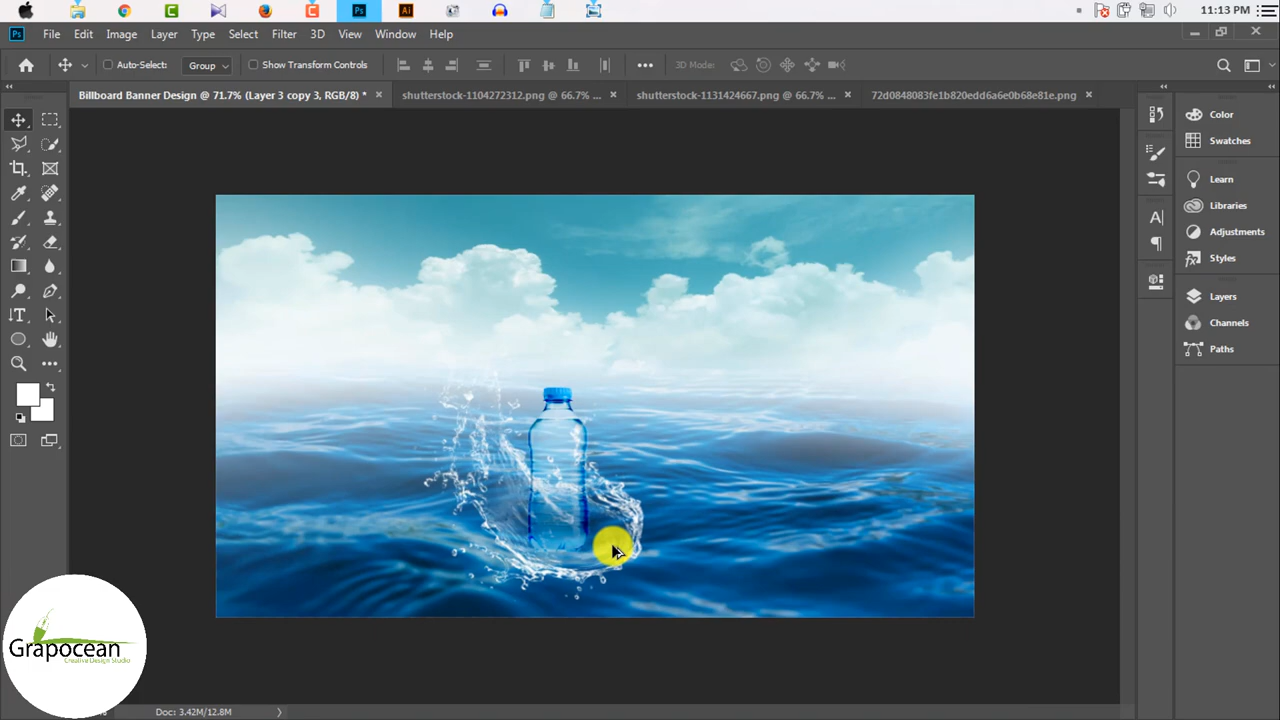 11:13 PM
Ps Ai
Ps File Edit Image Layer Type Select Filter 3D View Window Help
Auto-Select: Group Show Transform Controls 3D Mode:
Billboard Banner Design @ 71.7% (Layer 3 copy 3, RGB/8) * shutterstock-1104272312.png @ 66.7% ... shutterstock-1131424667.png @ 66.7% ... 72d0848083fe1b820edd6a6e0b68e81e.png
Color
Swatches
Learn
Libraries
Adjustments
Styles
Layers
Channels
Paths
Grapocean
Creative Design Studio
Doc: 3.42M/12.8M